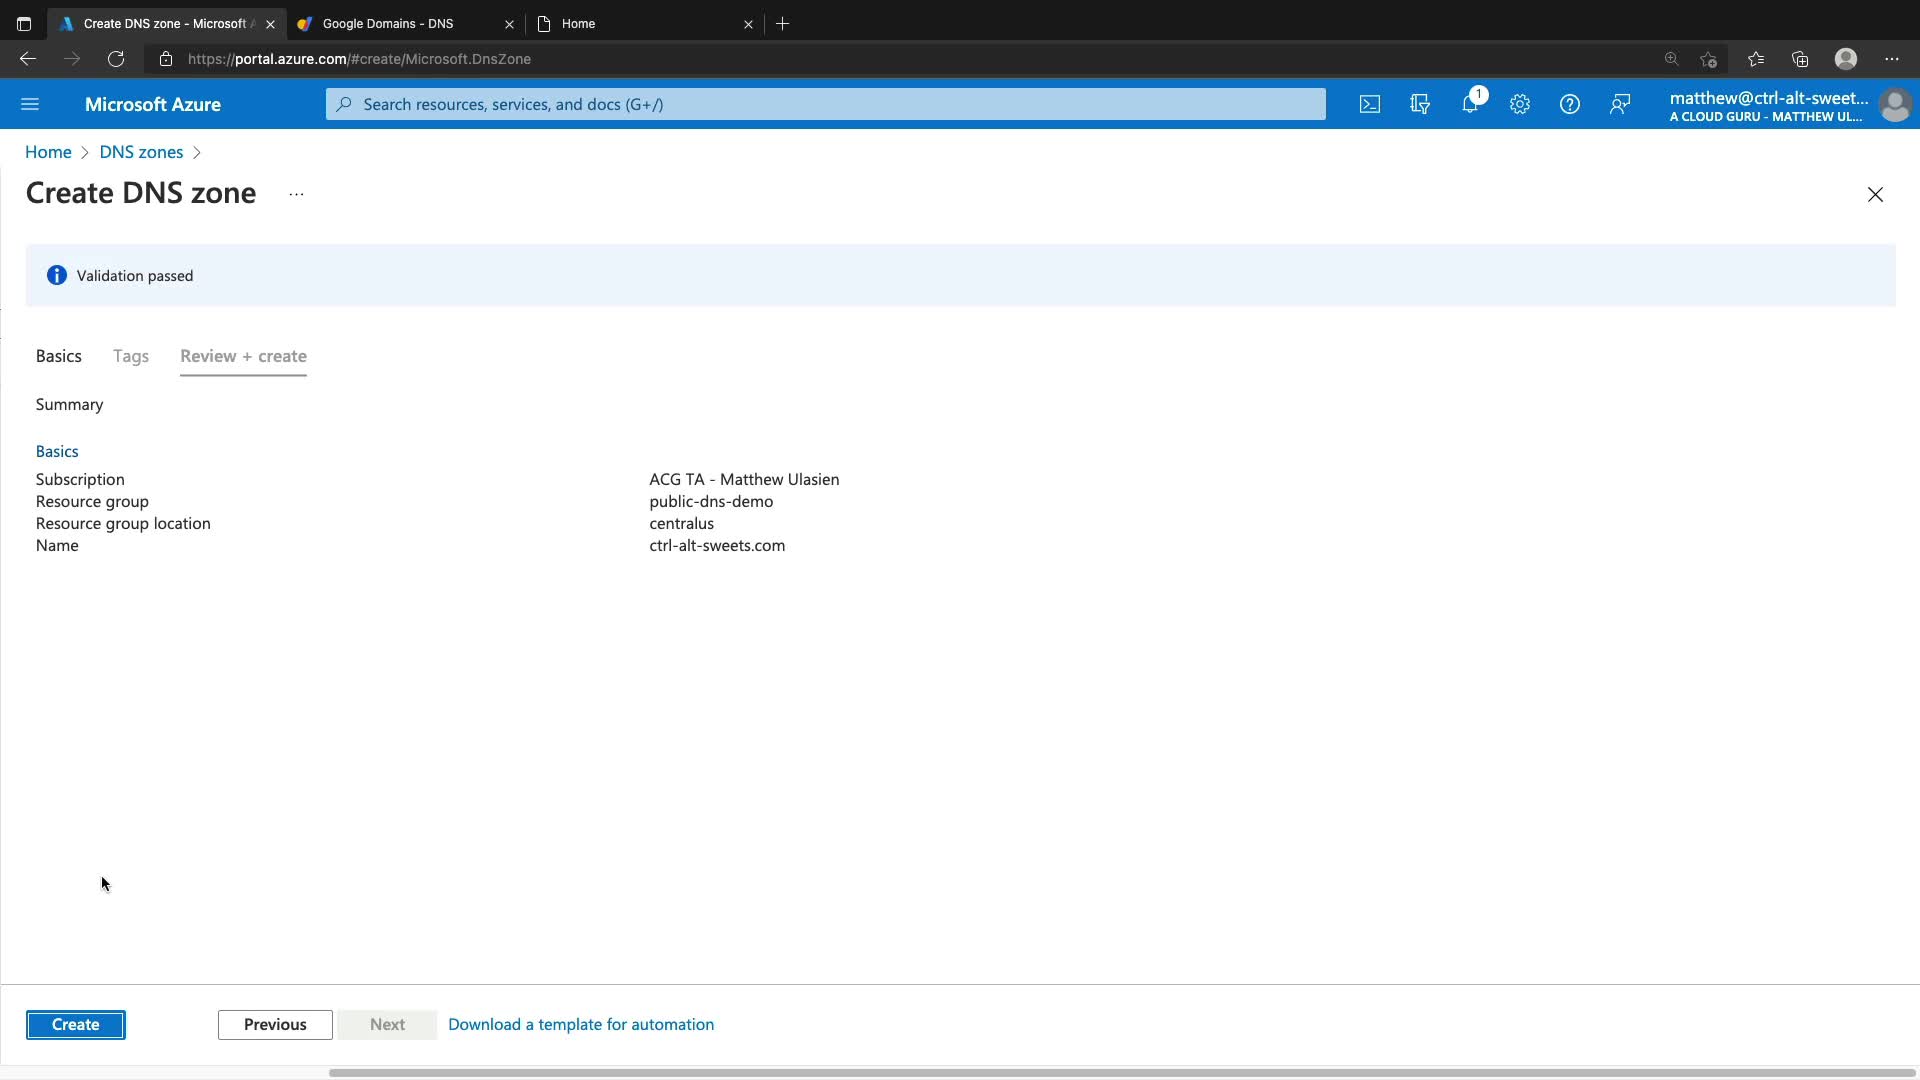 Create DNS zone - Microsoft A
Google Domains - DNS
Home
https://portal.azure.com/#create/Microsoft.DnsZone
Microsoft Azure
Search resources, services, and docs (G+/)
1
matthew@ctrl-alt-sweet...
A CLOUD GURU - MATTHEW UL...
Home > DNS zones >
Create DNS zone ...
Validation passed
Basics Tags Review + create
Summary
Basics
Subscription ACG TA - Matthew Ulasien
Resource group public-dns-demo
Resource group location centralus
Name ctrl-alt-sweets.com
Create Previous Next Download a template for automation